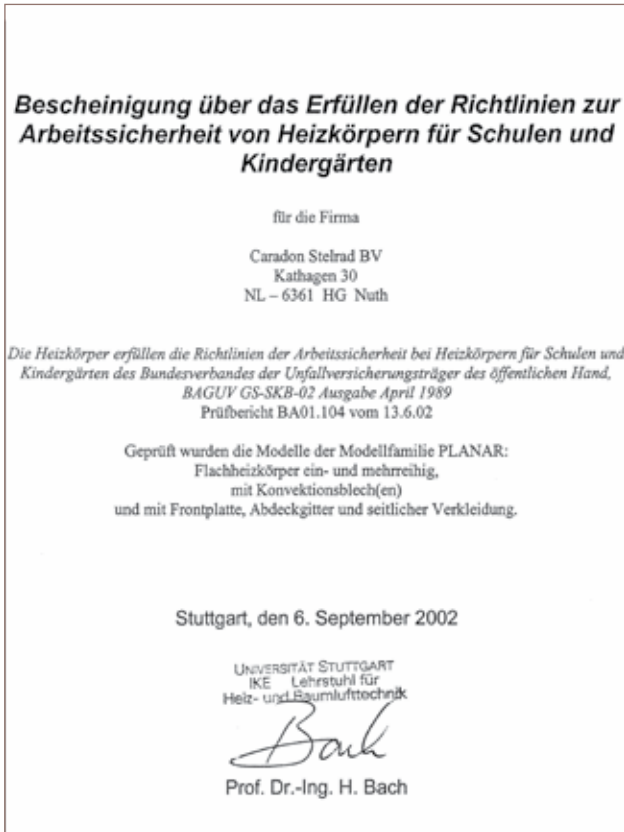 Bescheinigung über das Erfüllen der Richtlinien zur
Arbeitssicherheit von Heizkörpern für Schulen und
Kindergärten
für die Firma
Caradon Stelrad BV
Kathagen 30
NL – 6361 HG Nuth
Die Heizkörper erfüllen die Richtlinien der Arbeitssicherheit bei Heizkörpern für Schulen und
Kindergärten des Bundesverbandes der Unfallversicherungsträger des öffentlichen Hand,
BAGUV GS-SKB-02 Ausgabe April 1989
Prüfbericht BA01.104 vom 13.6.02
Geprüft wurden die Modelle der Modellfamilie PLANAR:
Flachheizkörper ein- und mehrreihig,
mit Konvektionsblech(en)
und mit Frontplatte, Abdeckgitter und seitlicher Verkleidung.
Stuttgart, den 6. September 2002
UNIVERSITÄT STUTTGART
IKE Lehrstuhl für
Heiz- und Raumlufttechnik
Bach
Prof. Dr.-Ing. H. Bach